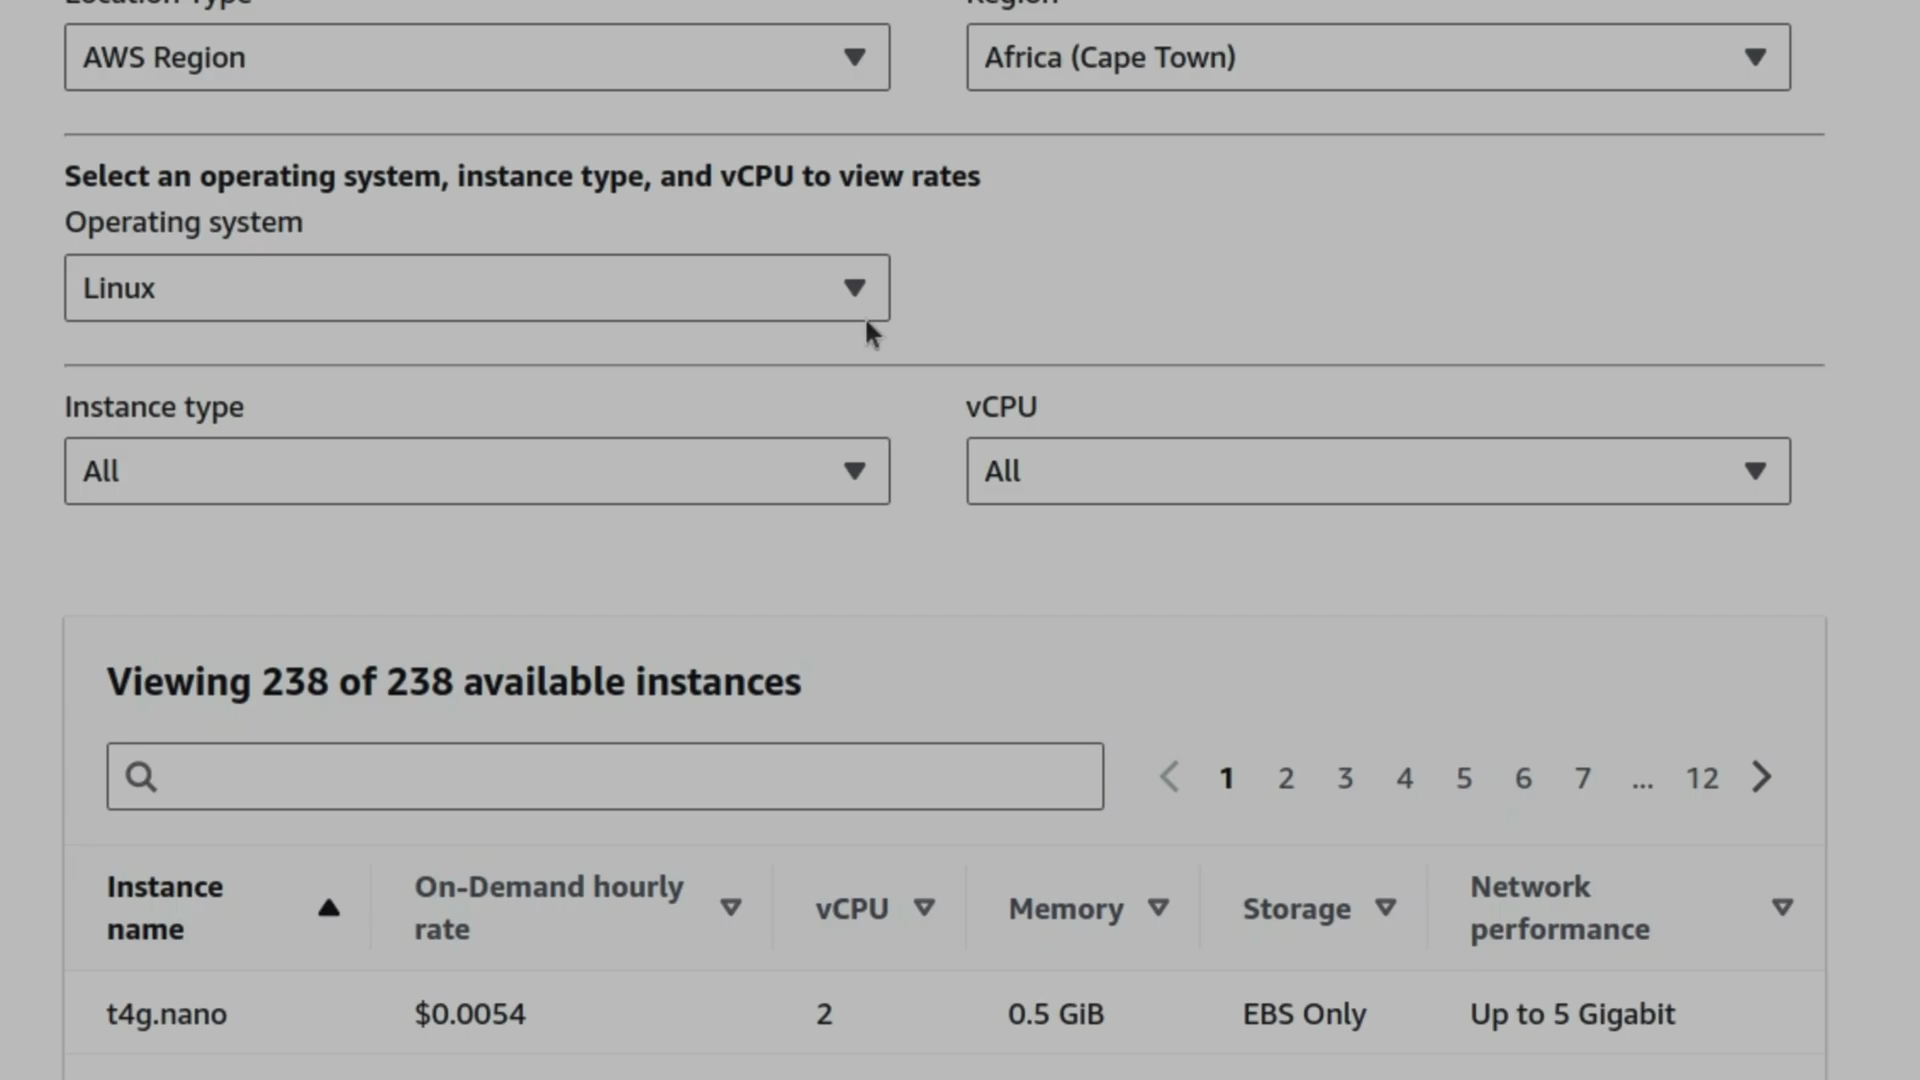 Location Type
Region
AWS Region
Africa (Cape Town)
Select an operating system, instance type, and vCPU to view rates
Operating system
Linux
Instance type
vCPU
All
All
Viewing 238 of 238 available instances
1 2 3 4 5 6 7 ... 12
Instance name
On-Demand hourly rate
vCPU
Memory
Storage
Network performance
t4g.nano
$0.0054
2
0.5 GiB
EBS Only
Up to 5 Gigabit